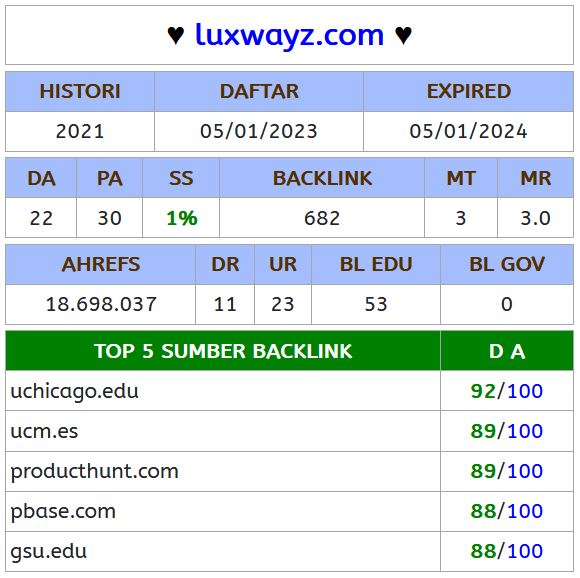 ♥ luxwayz.com ♥
HISTORI DAFTAR EXPIRED
2021 05/01/2023 05/01/2024
DA PA SS BACKLINK MT MR
22 30 1% 682 3 3.0
AHREFS DR UR BL EDU BL GOV
18.698.037 11 23 53 0
TOP 5 SUMBER BACKLINK D A
uchicago.edu 92/100
ucm.es 89/100
producthunt.com 89/100
pbase.com 88/100
gsu.edu 88/100